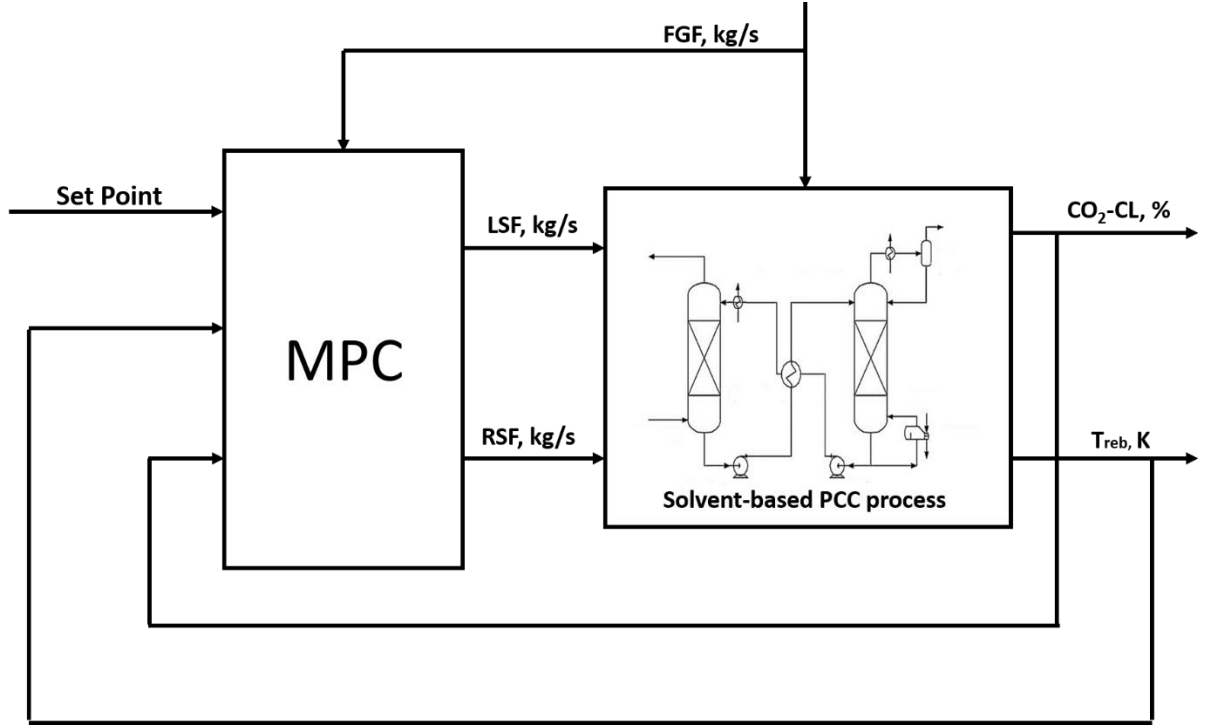 FGF, kg/s
Set Point
LSF, kg/s
CO₂-CL, %
MPC
RSF, kg/s
Treb, K
Solvent-based PCC process